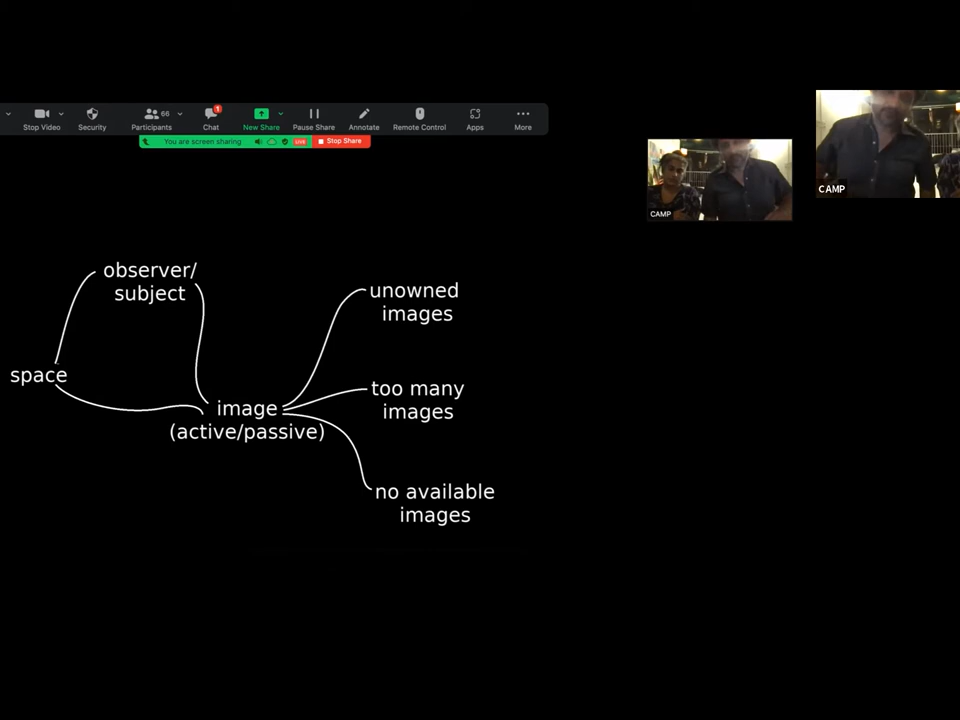 66
1
Stop Video
Security
Participants
Chat
New Share
Pause Share
Annotate
Remote Control
Apps
More
You are screen sharing
LIVE
Stop Share
CAMP
CAMP
observer/
subject
space
image
(active/passive)
unowned
images
too many
images
no available
images